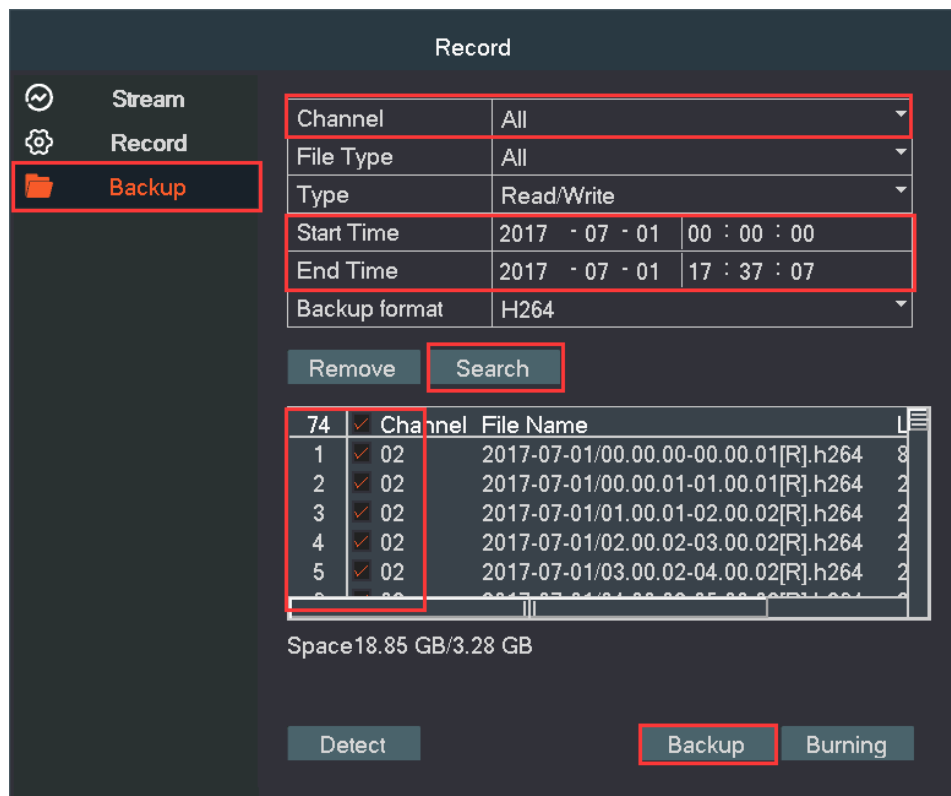 Record
Stream
Record
Backup
Channel All
File Type All
Type Read/Write
Start Time 2017 - 07 - 01 00 : 00 : 00
End Time 2017 - 07 - 01 17 : 37 : 07
Backup format H264
Remove Search
74 Channel File Name L
1 02 2017-07-01/00.00.00-00.00.01[R].h264 8
2 02 2017-07-01/00.00.01-01.00.01[R].h264 2
3 02 2017-07-01/01.00.01-02.00.02[R].h264 2
4 02 2017-07-01/02.00.02-03.00.02[R].h264 2
5 02 2017-07-01/03.00.02-04.00.02[R].h264 2
Space18.85 GB/3.28 GB
Detect Backup Burning